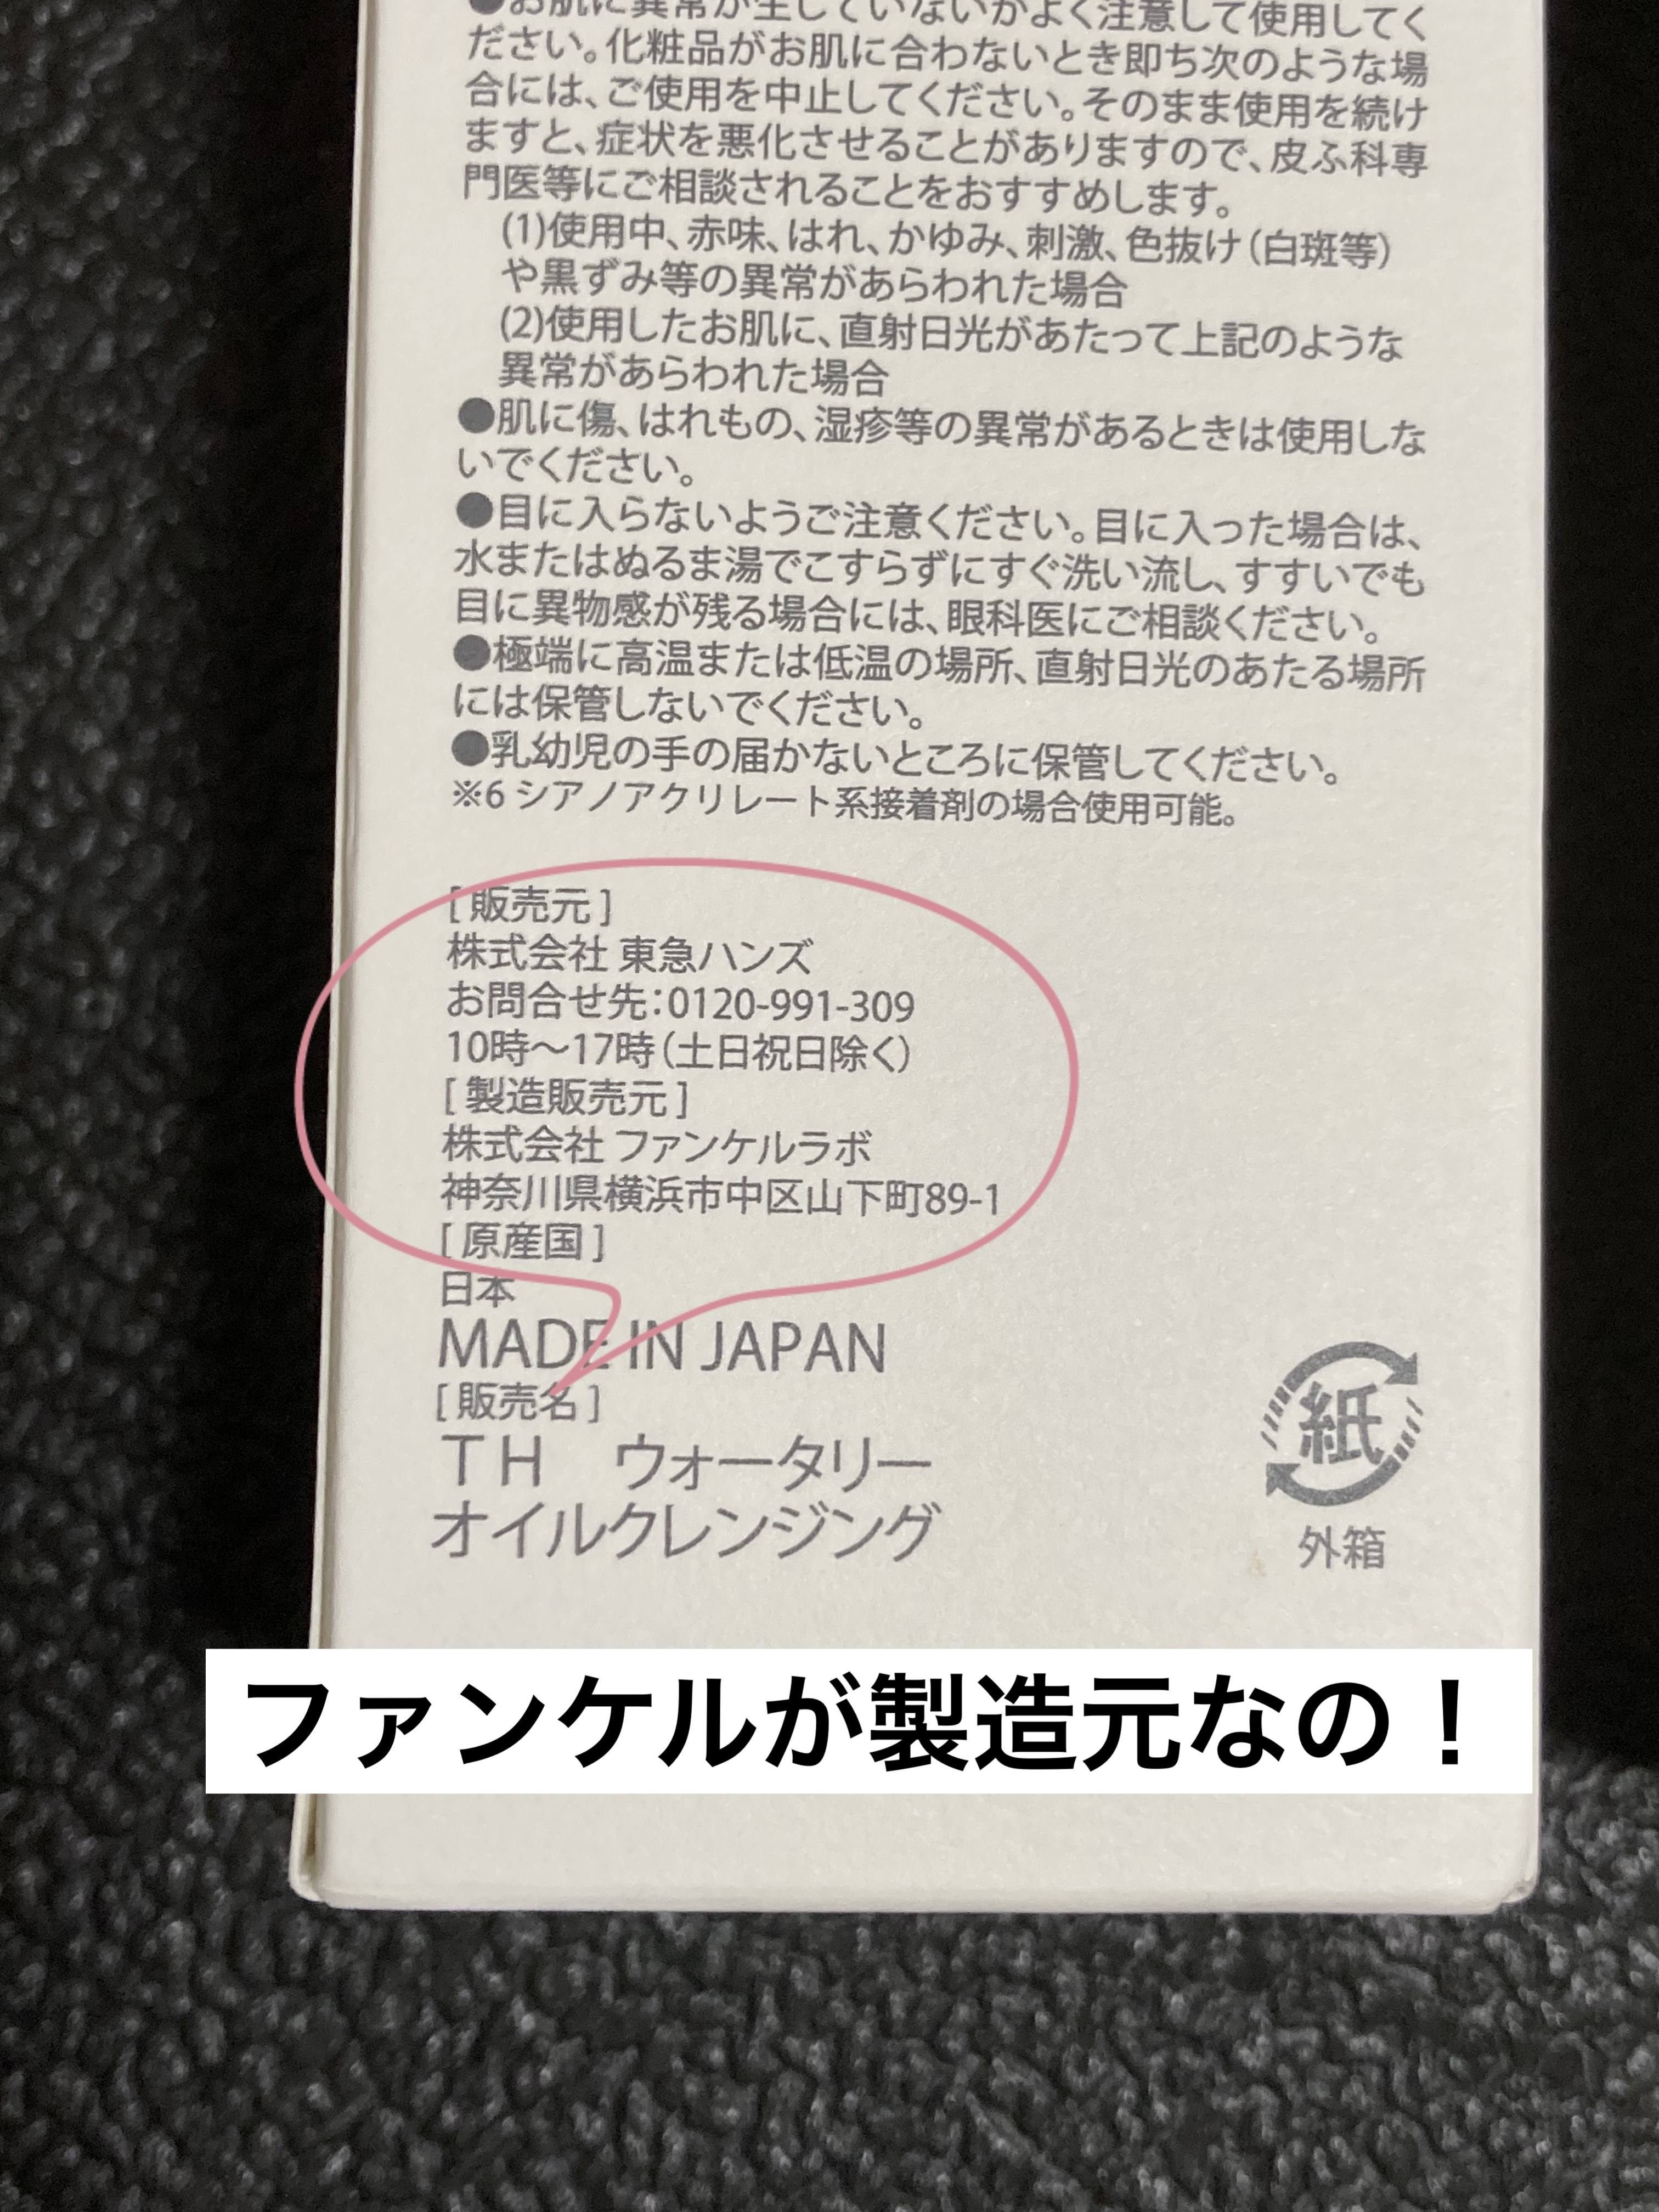 ●お肌に異常が生じていないかよく注意して使用してく
ださい。化粧品がお肌に合わないとき即ち次のような場
合には、ご使用を中止してください。そのまま使用を続け
ますと、症状を悪化させることがありますので、皮ふ科専
門医等にご相談されることをおすすめします。
(1)使用中、赤味、はれ、かゆみ、刺激、色抜け(白斑等)
や黒ずみ等の異常があらわれた場合
(2)使用したお肌に、直射日光があたって上記のような
異常があらわれた場合
●肌に傷、はれもの、湿疹等の異常があるときは使用しな
いでください。
●目に入らないようご注意ください。目に入った場合は、
水またはぬるま湯でこすらずにすぐ洗い流し、すすいでも
目に異物感が残る場合には、眼科医にご相談ください。
●極端に高温または低温の場所、直射日光のあたる場所
には保管しないでください。
●乳幼児の手の届かないところに保管してください。
※6 シアノアクリレート系接着剤の場合使用可能。
[販売元]
株式会社 東急ハンズ
お問合せ先:0120-991-309
10時〜17時(土日祝日除く)
[製造販売元]
株式会社 ファンケルラボ
神奈川県横浜市中区山下町89-1
[原産国]
日本
MADE IN JAPAN
[販売名]
ＴＨ　ウォータリー
オイルクレンジング
紙
外箱
ファンケルが製造元なの！